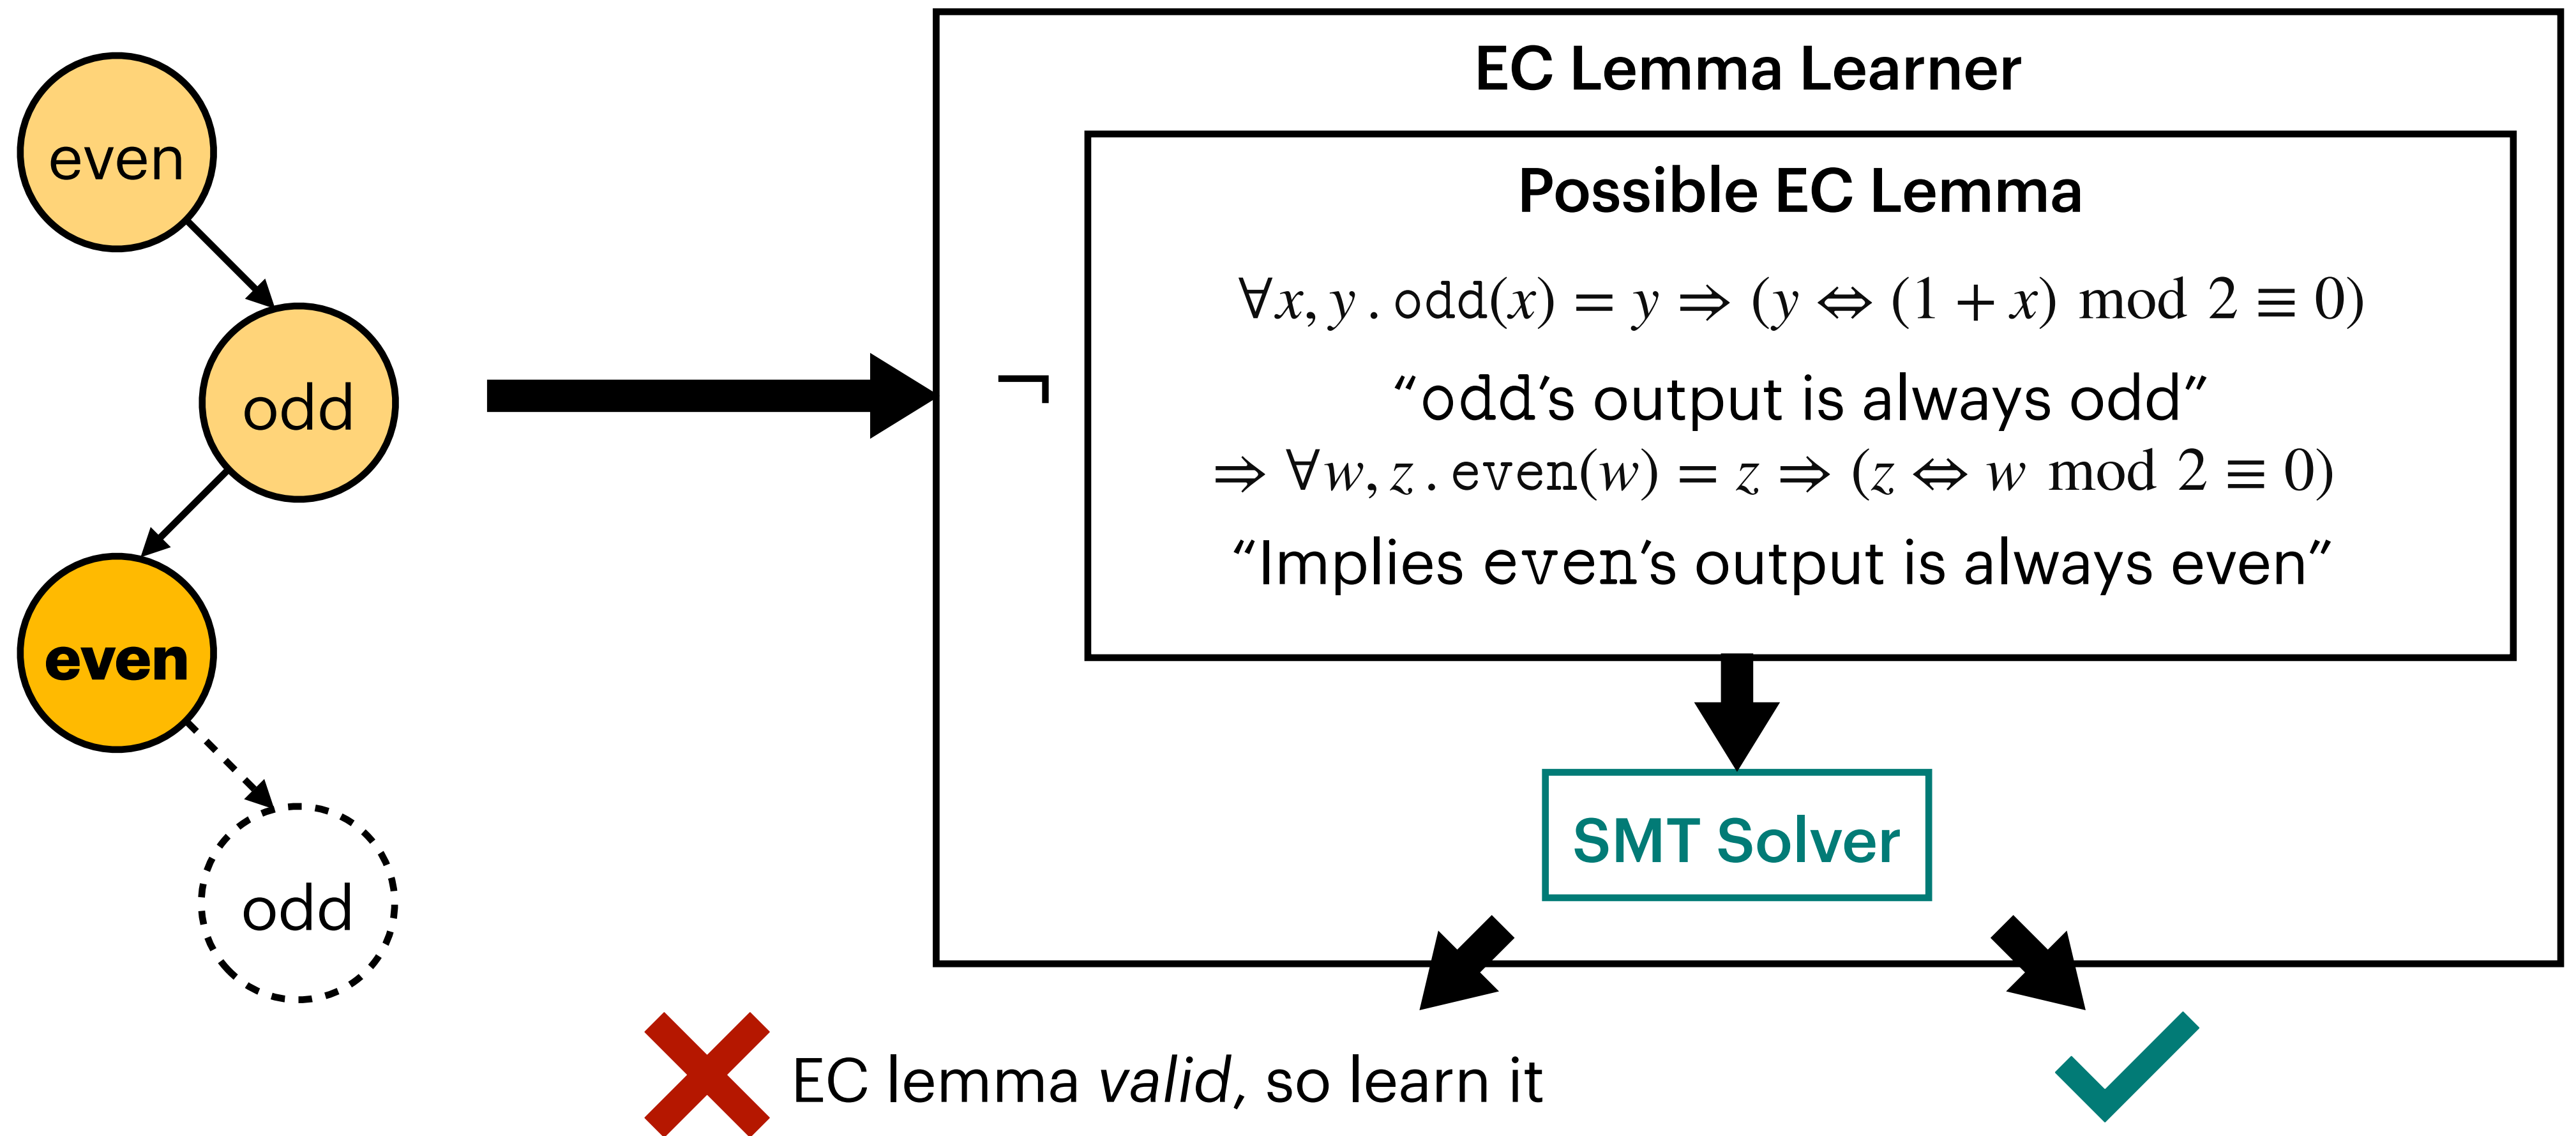 even
odd
even
odd
EC Lemma Learner
Possible EC Lemma
¬
∀x, y . odd(x) = y ⇒ (y ⇔ (1 + x) mod 2 ≡ 0)
“odd’s output is always odd”
⇒ ∀w, z . even(w) = z ⇒ (z ⇔ w mod 2 ≡ 0)
“Implies even’s output is always even”
SMT Solver
EC lemma valid, so learn it